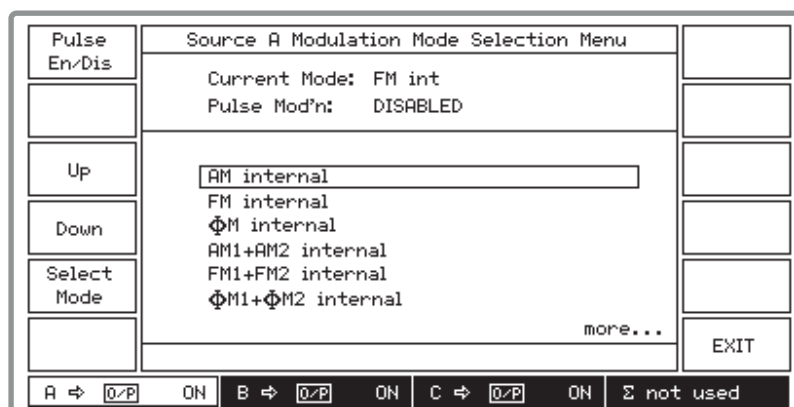 Pulse
En/Dis
Up
Down
Select
Mode
Source A Modulation Mode Selection Menu
Current Mode: FM int
Pulse Mod'n: DISABLED
AM internal
FM internal
ΦM internal
AM1+AM2 internal
FM1+FM2 internal
ΦM1+ΦM2 internal
more...
EXIT
A ⇨ O/P ON B ⇨ O/P ON C ⇨ O/P ON Σ not used